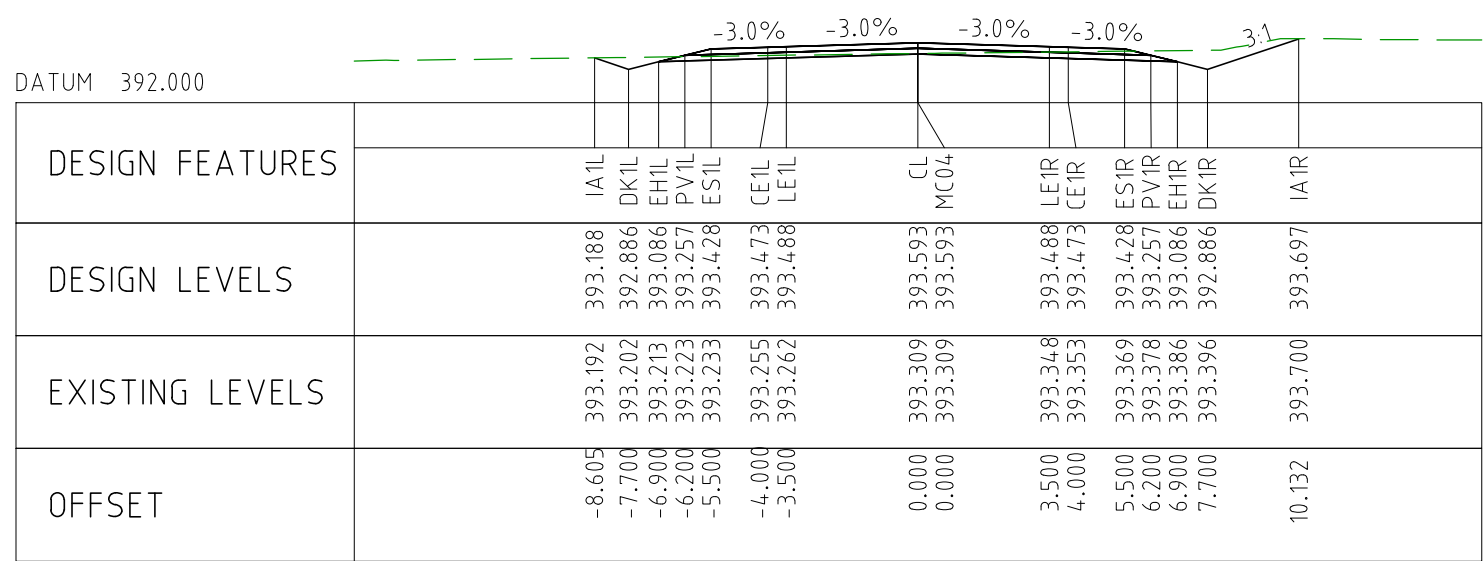 -3.0% -3.0% -3.0% -3.0% 3:1
DATUM 392.000
DESIGN FEATURES IA1L DK1L EH1L PV1L ES1L CE1L LE1L CL MC04 LE1R CE1R ES1R PV1R EH1R DK1R IA1R
DESIGN LEVELS 393.188 392.886 393.086 393.257 393.428 393.473 393.488 393.593 393.593 393.488 393.473 393.428 393.257 393.086 392.886 393.697
EXISTING LEVELS 393.192 393.202 393.213 393.223 393.233 393.255 393.262 393.309 393.309 393.348 393.353 393.369 393.378 393.386 393.396 393.700
OFFSET -8.605 -7.700 -6.900 -6.200 -5.500 -4.000 -3.500 0.000 0.000 3.500 4.000 5.500 6.200 6.900 7.700 10.132